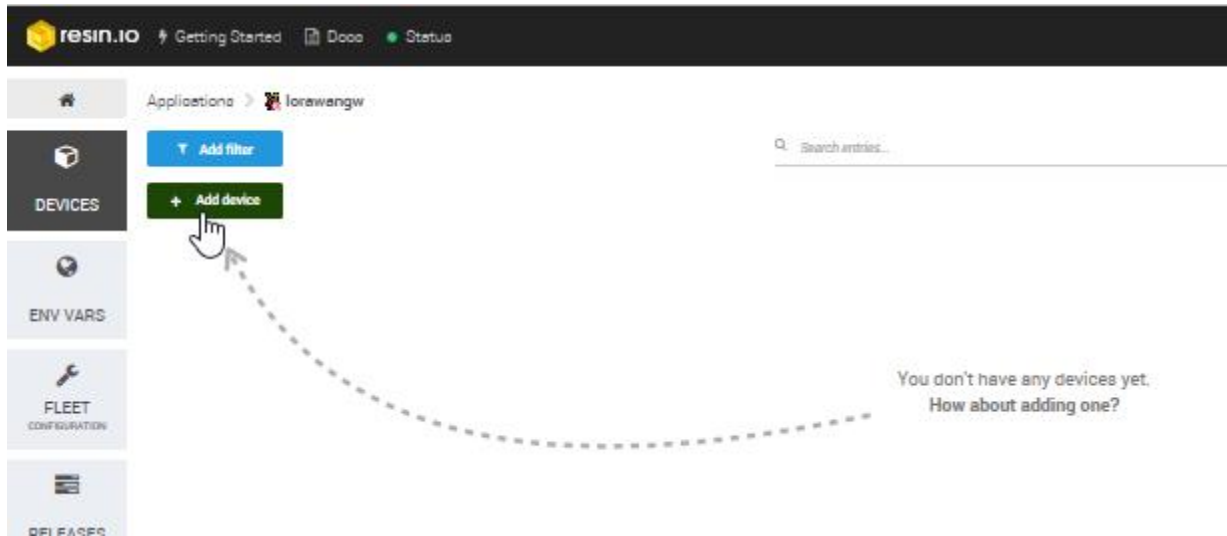 resin.io Getting Started Docs Status
Applications > lorawangw
Add filter
Search entries...
+ Add device
DEVICES
ENV VARS
You don't have any devices yet.
How about adding one?
FLEET
CONFIGURATION
RELEASES